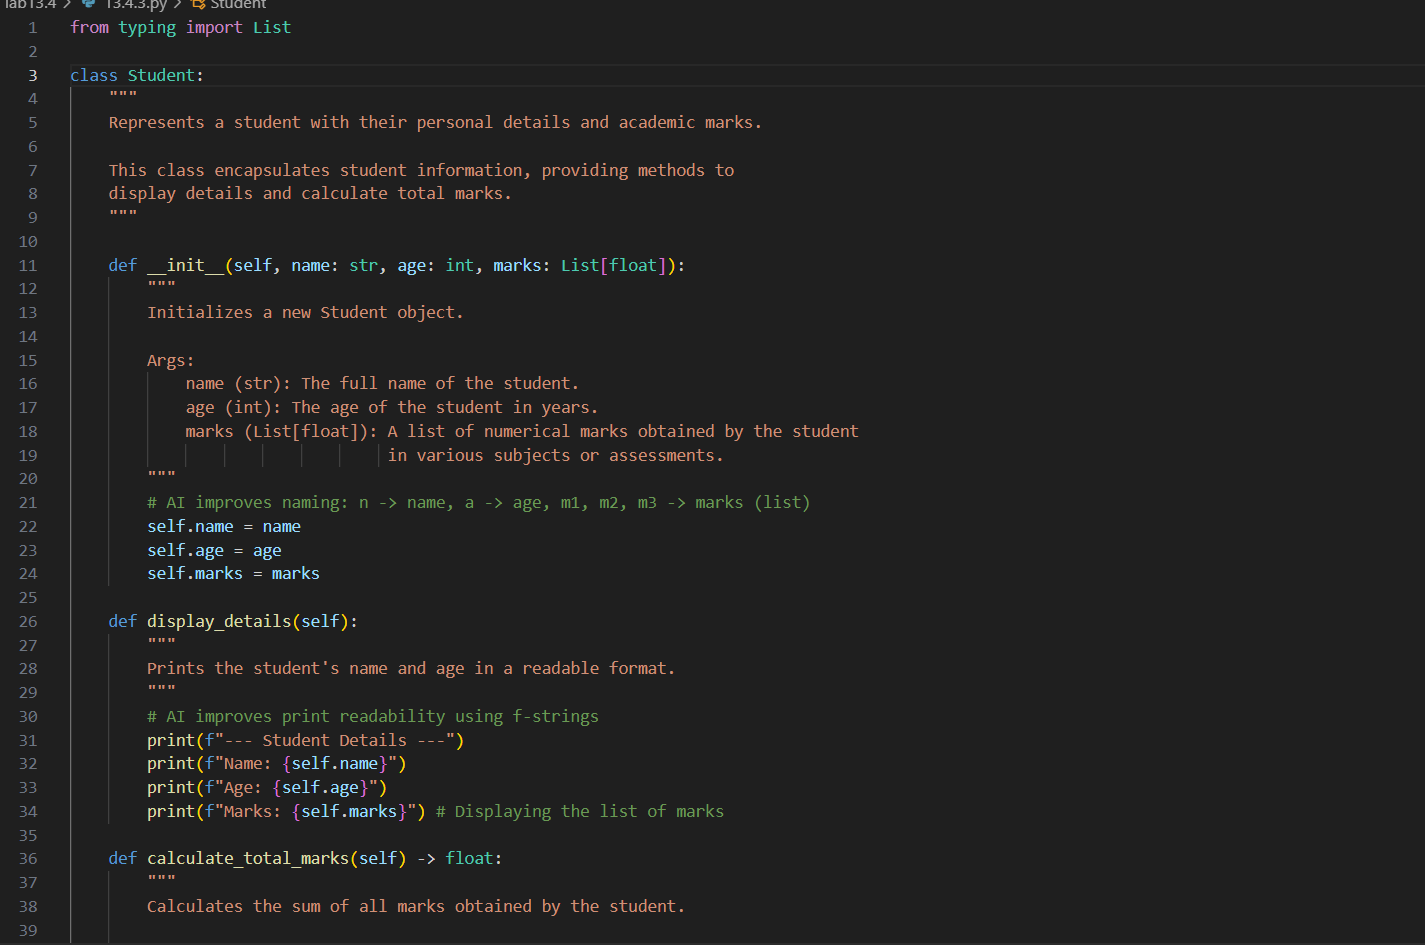 lab13.4 > 13.4.3.py > Student
1 from typing import List
2
3 class Student:
4     """
5     Represents a student with their personal details and academic marks.
6
7     This class encapsulates student information, providing methods to
8     display details and calculate total marks.
9     """
10
11     def __init__(self, name: str, age: int, marks: List[float]):
12         """
13         Initializes a new Student object.
14
15         Args:
16             name (str): The full name of the student.
17             age (int): The age of the student in years.
18             marks (List[float]): A list of numerical marks obtained by the student
19                                  in various subjects or assessments.
20         """
21         # AI improves naming: n -> name, a -> age, m1, m2, m3 -> marks (list)
22         self.name = name
23         self.age = age
24         self.marks = marks
25
26     def display_details(self):
27         """
28         Prints the student's name and age in a readable format.
29         """
30         # AI improves print readability using f-strings
31         print(f"--- Student Details ---")
32         print(f"Name: {self.name}")
33         print(f"Age: {self.age}")
34         print(f"Marks: {self.marks}") # Displaying the list of marks
35
36     def calculate_total_marks(self) -> float:
37         """
38         Calculates the sum of all marks obtained by the student.
39